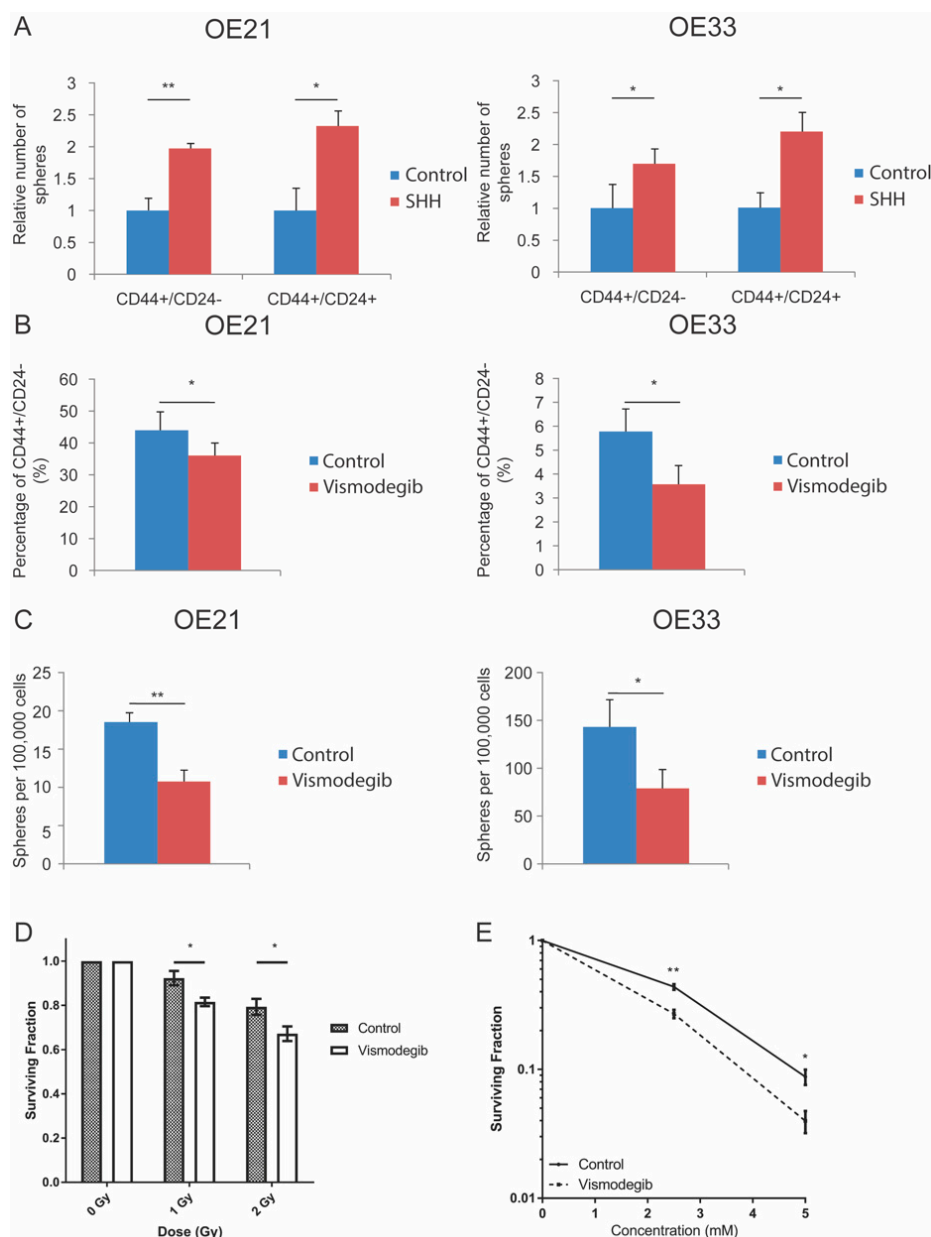 A
OE21
OE33
Relative number of
spheres
3
2.5
2
1.5
1
0.5
0
**
*
Control
SHH
CD44+/CD24-
CD44+/CD24+
Relative number of
spheres
3
2.5
2
1.5
1
0.5
0
*
*
Control
SHH
CD44+/CD24-
CD44+/CD24+
B
OE21
OE33
Percentage of CD44+/CD24-
(%)
60
50
40
30
20
10
0
*
Control
Vismodegib
Percentage of CD44+/CD24-
(%)
8
7
6
5
4
3
2
1
0
*
Control
Vismodegib
C
OE21
OE33
Spheres per 100,000 cells
25
20
15
10
5
0
**
Control
Vismodegib
Spheres per 100,000 cells
200
150
100
50
0
*
Control
Vismodegib
D
Surviving Fraction
1.0
0.8
0.6
0.4
0.2
0.0
*
*
Control
Vismodegib
0 Gy
1 Gy
2 Gy
Dose (Gy)
E
Surviving Fraction
1
0.1
0.01
**
*
Control
Vismodegib
0
1
2
3
4
5
Concentration (mM)